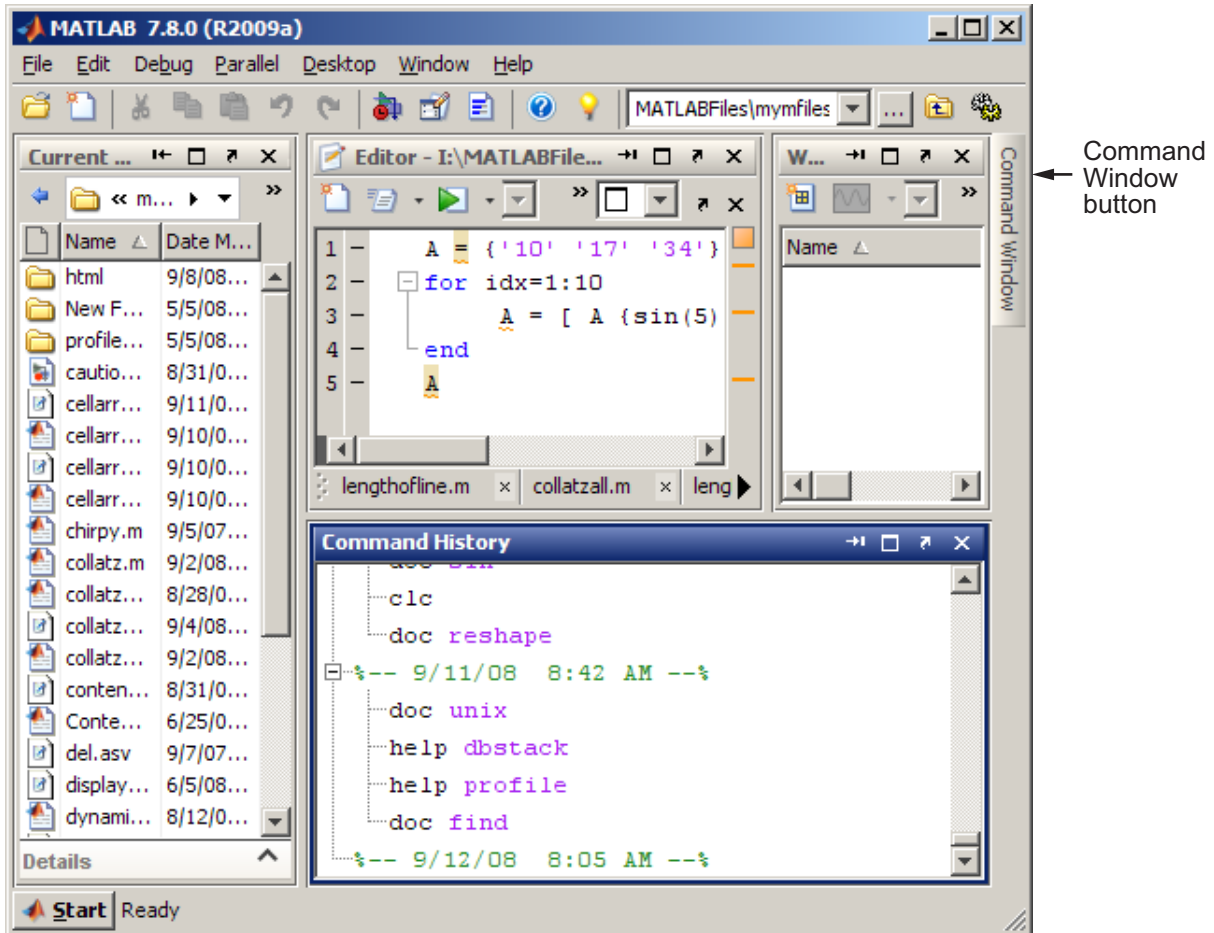 MATLAB 7.8.0 (R2009a)
File Edit Debug Parallel Desktop Window Help
MATLABFiles\mymfiles ...
Current ...
« m...
»
Name Date M...
html 9/8/08...
New F... 5/5/08...
profile... 5/5/08...
cautio... 8/31/0...
cellarr... 9/11/0...
cellarr... 9/10/0...
cellarr... 9/10/0...
cellarr... 9/10/0...
chirpy.m 9/5/07...
collatz.m 9/2/08...
collatz... 8/28/0...
collatz... 9/4/08...
collatz... 9/2/08...
conten... 8/31/0...
Conte... 6/25/0...
del.asv 9/7/07...
display... 6/5/08...
dynami... 8/12/0...
Details
Editor - I:\MATLABFile...
»
1 - A = {'10' '17' '34'}
2 - for idx=1:10
3 - A = [ A {sin(5)
4 - end
5 - A
lengthofline.m × collatzall.m × leng
W...
»
Name
Command Window
Command
Window
button
Command History
clc
doc reshape
%-- 9/11/08 8:42 AM --%
doc unix
help dbstack
help profile
doc find
%-- 9/12/08 8:05 AM --%
Start Ready